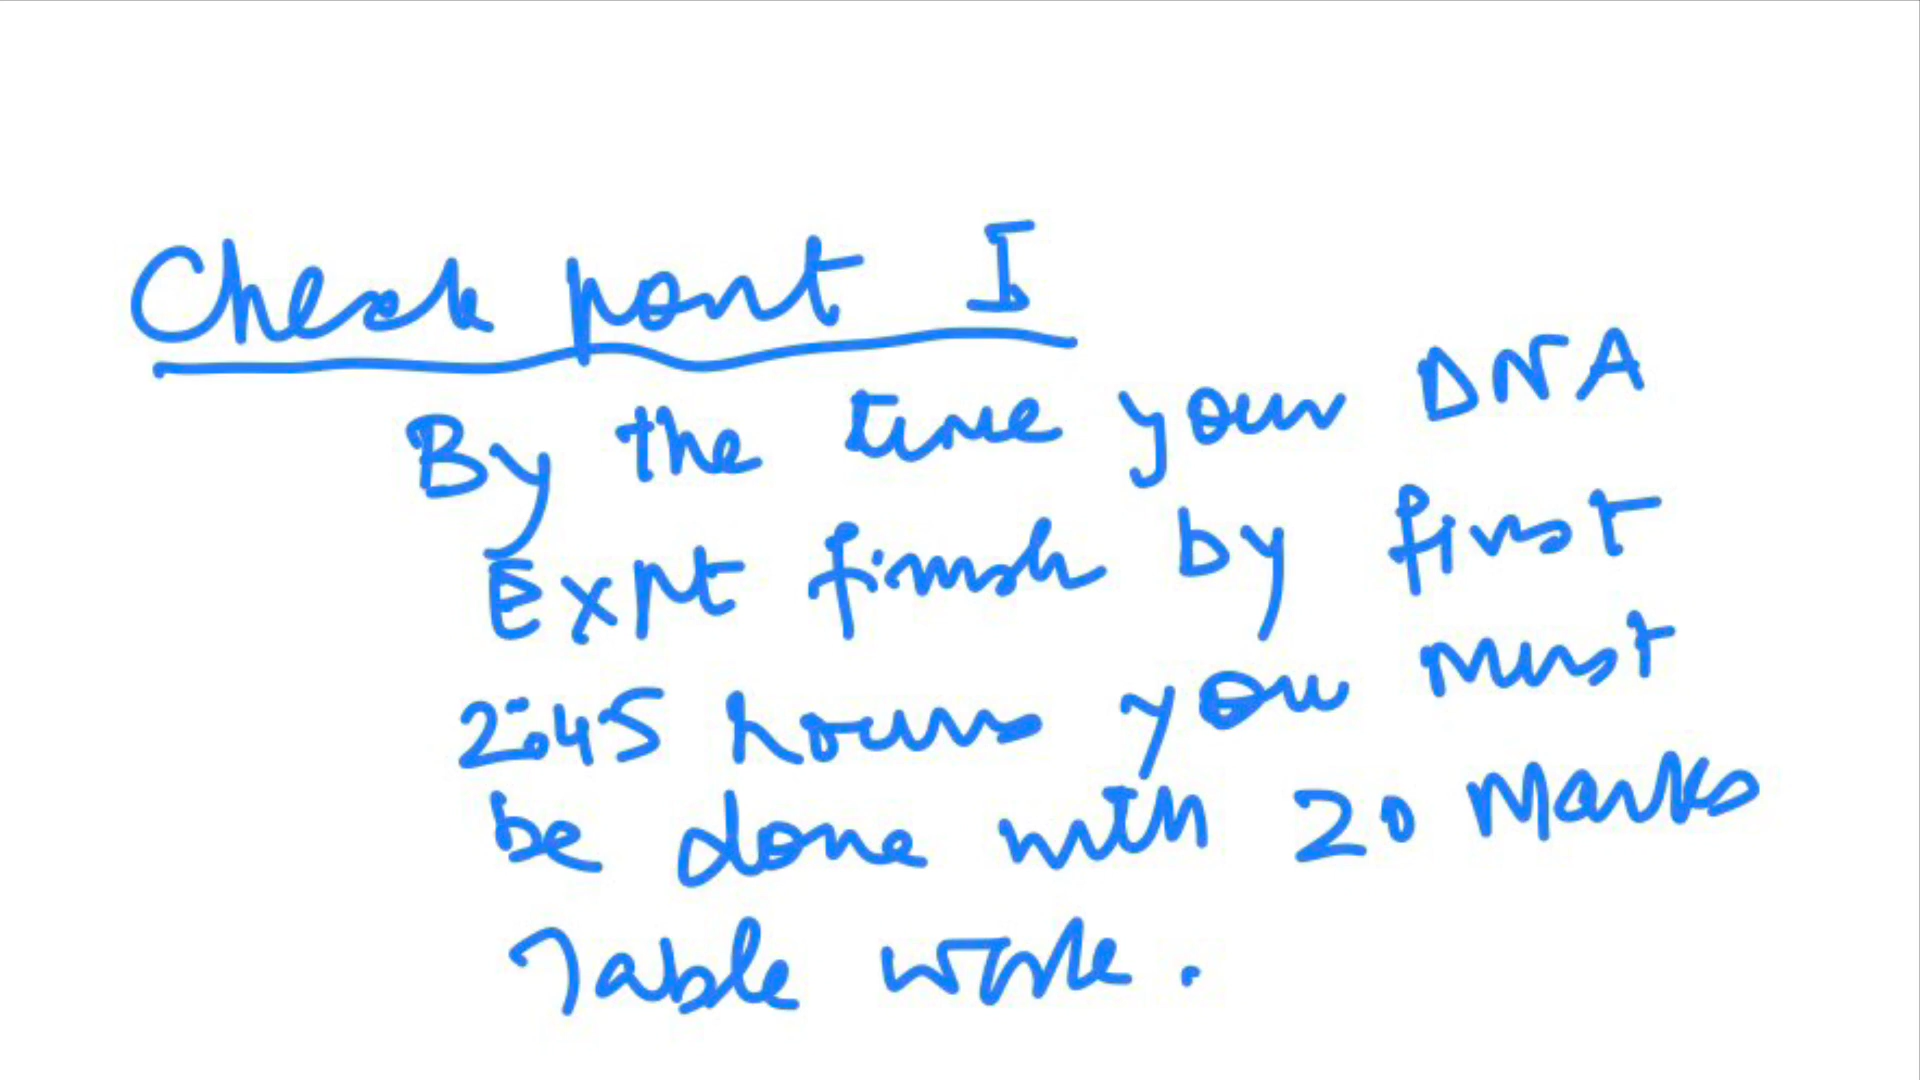 Check point I
By the time your DNA
Expt finish by first
2:45 hours you must
be done with 20 Marks
Table work.